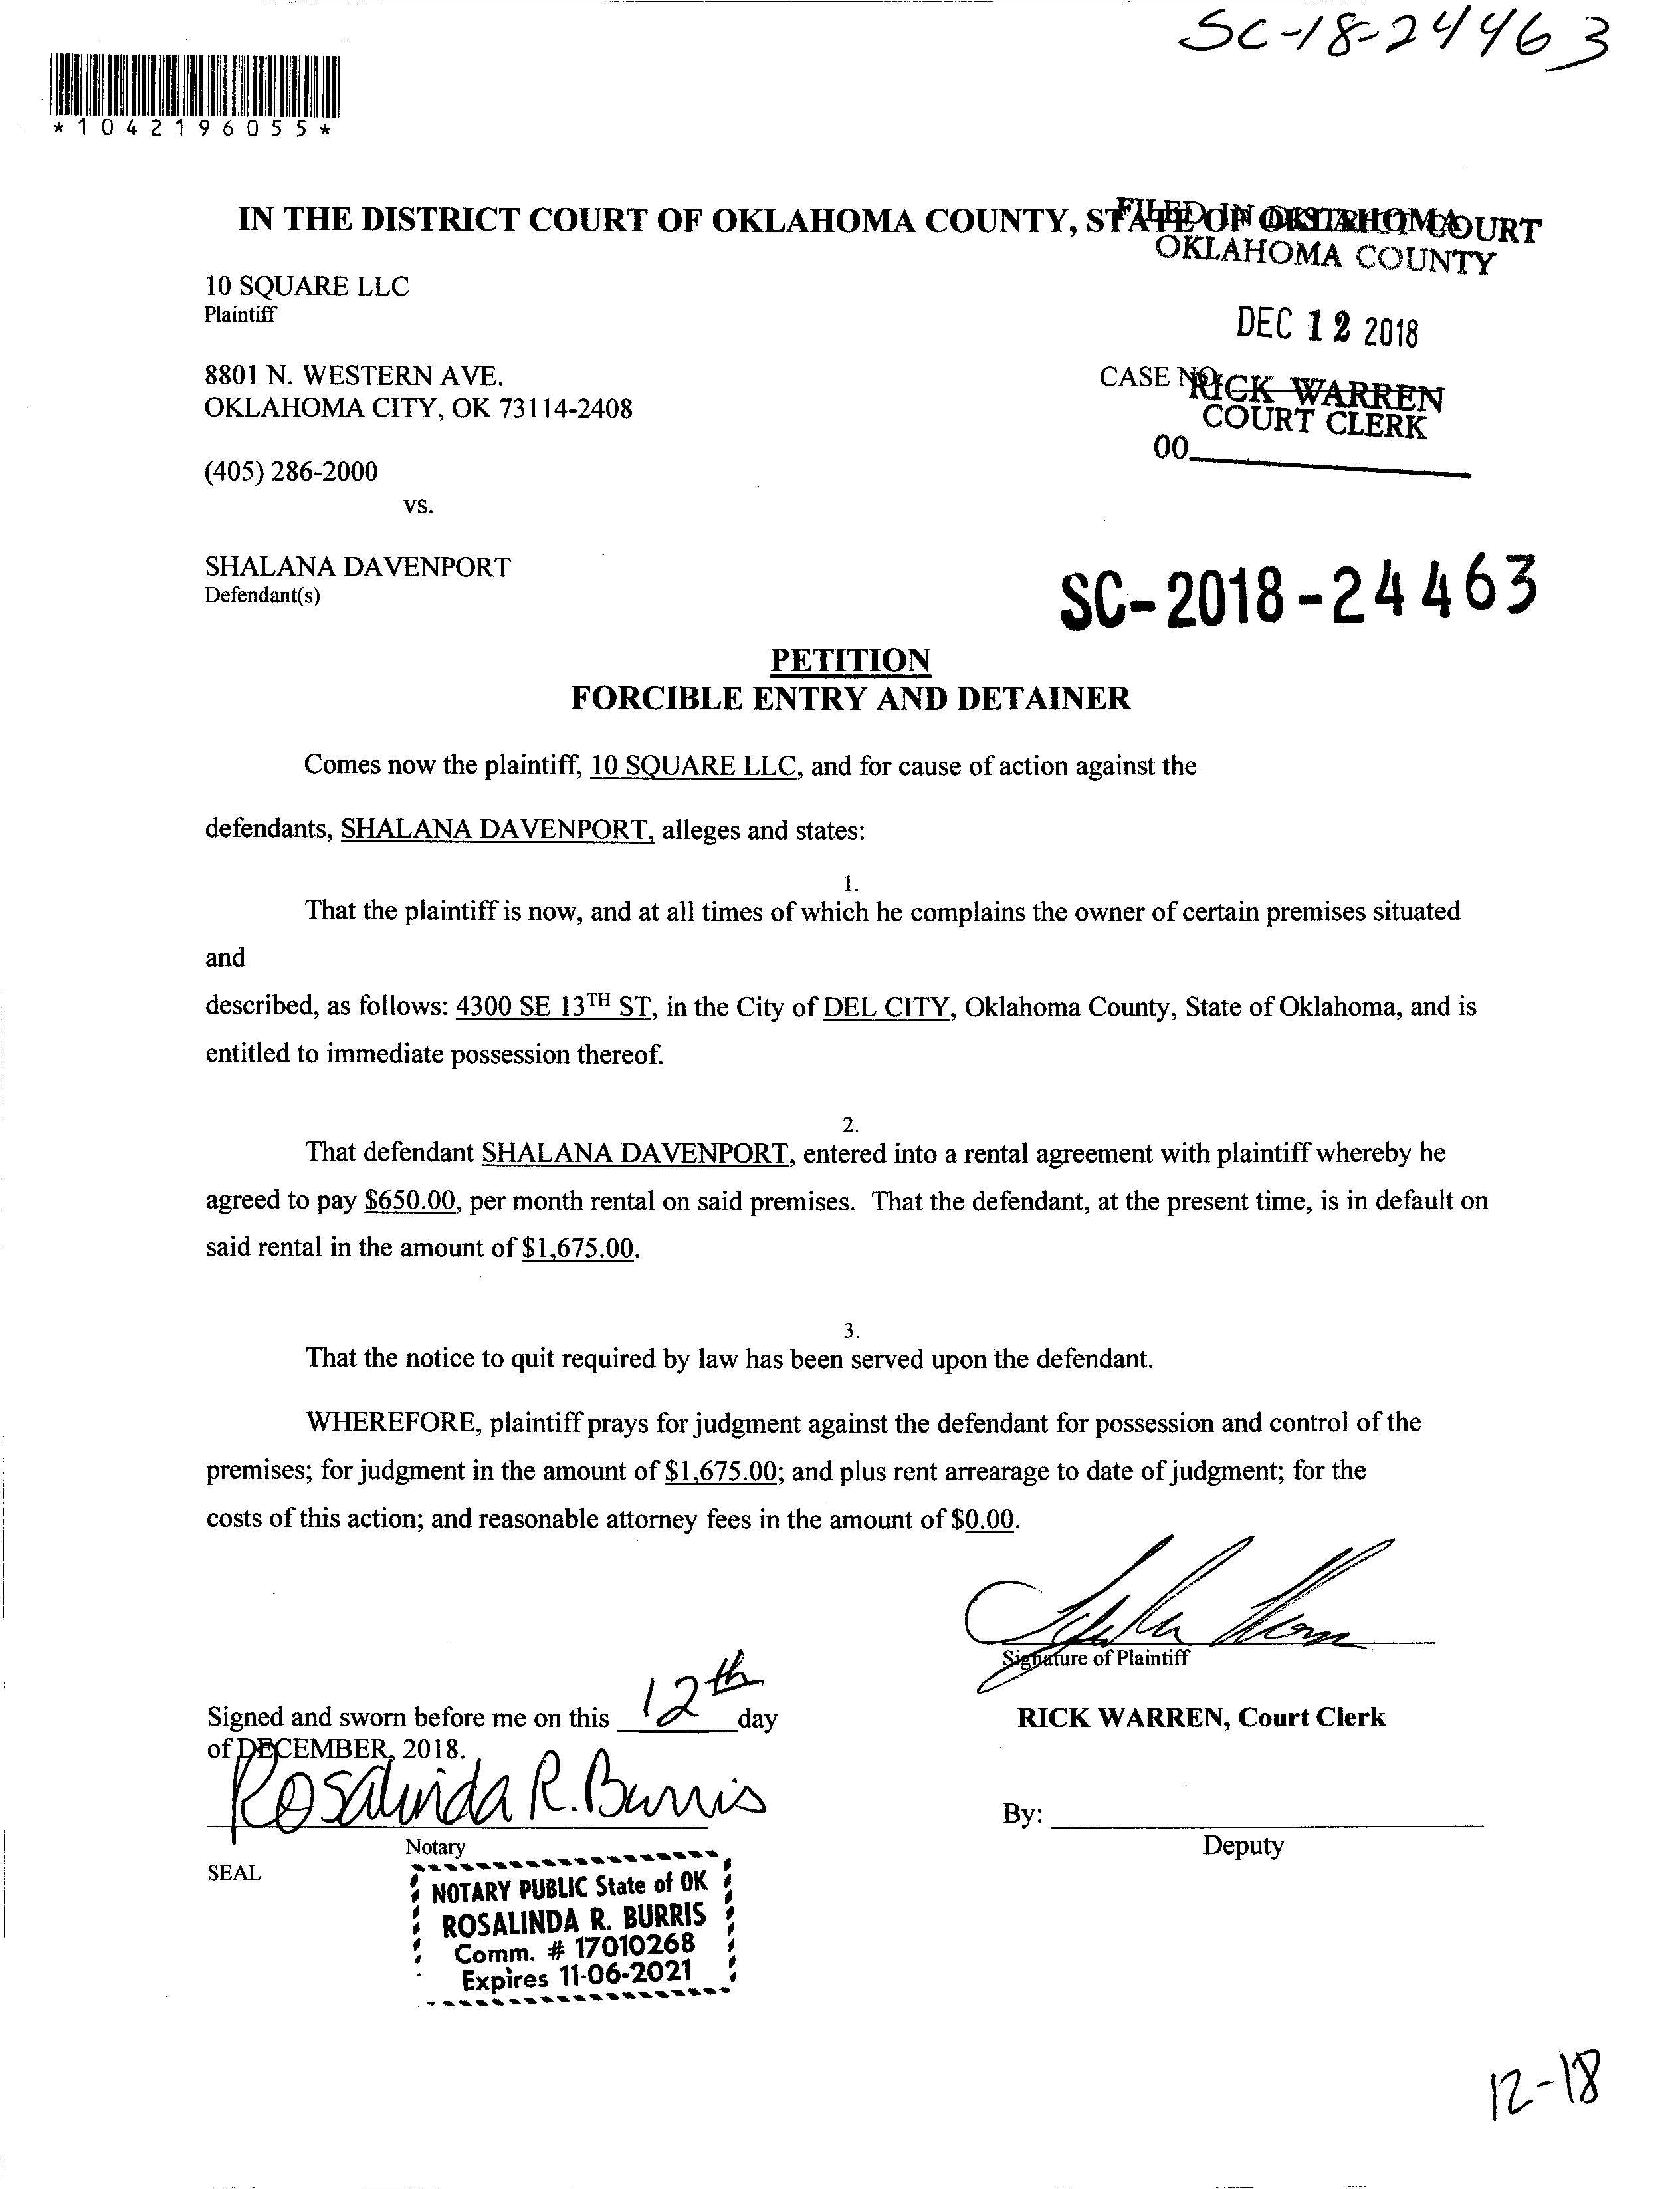 SC-18-24463
*1042196055*
IN THE DISTRICT COURT OF OKLAHOMA COUNTY, STATE OF OKLAHOMA
FILED IN DISTRICT COURT
OKLAHOMA COUNTY
10 SQUARE LLC
Plaintiff
DEC 12 2018
8801 N. WESTERN AVE.
OKLAHOMA CITY, OK 73114-2408
CASE NO.
RICK WARREN
COURT CLERK
00
(405) 286-2000
vs.
SHALANA DAVENPORT
Defendant(s)
SC-2018-24463
PETITION
FORCIBLE ENTRY AND DETAINER
Comes now the plaintiff, 10 SQUARE LLC, and for cause of action against the
defendants, SHALANA DAVENPORT, alleges and states:
1.
That the plaintiff is now, and at all times of which he complains the owner of certain premises situated
and
described, as follows: 4300 SE 13TH ST, in the City of DEL CITY, Oklahoma County, State of Oklahoma, and is
entitled to immediate possession thereof.
2.
That defendant SHALANA DAVENPORT, entered into a rental agreement with plaintiff whereby he
agreed to pay $650.00, per month rental on said premises. That the defendant, at the present time, is in default on
said rental in the amount of $1,675.00.
3.
That the notice to quit required by law has been served upon the defendant.
WHEREFORE, plaintiff prays for judgment against the defendant for possession and control of the
premises; for judgment in the amount of $1,675.00; and plus rent arrearage to date of judgment; for the
costs of this action; and reasonable attorney fees in the amount of $0.00.
Signature of Plaintiff
Signed and sworn before me on this 12th day
of DECEMBER, 2018.
RICK WARREN, Court Clerk
Rosalinda R. Burris
Notary
By:
Deputy
SEAL
NOTARY PUBLIC State of OK
ROSALINDA R. BURRIS
Comm. # 17010268
Expires 11-06-2021
12-18